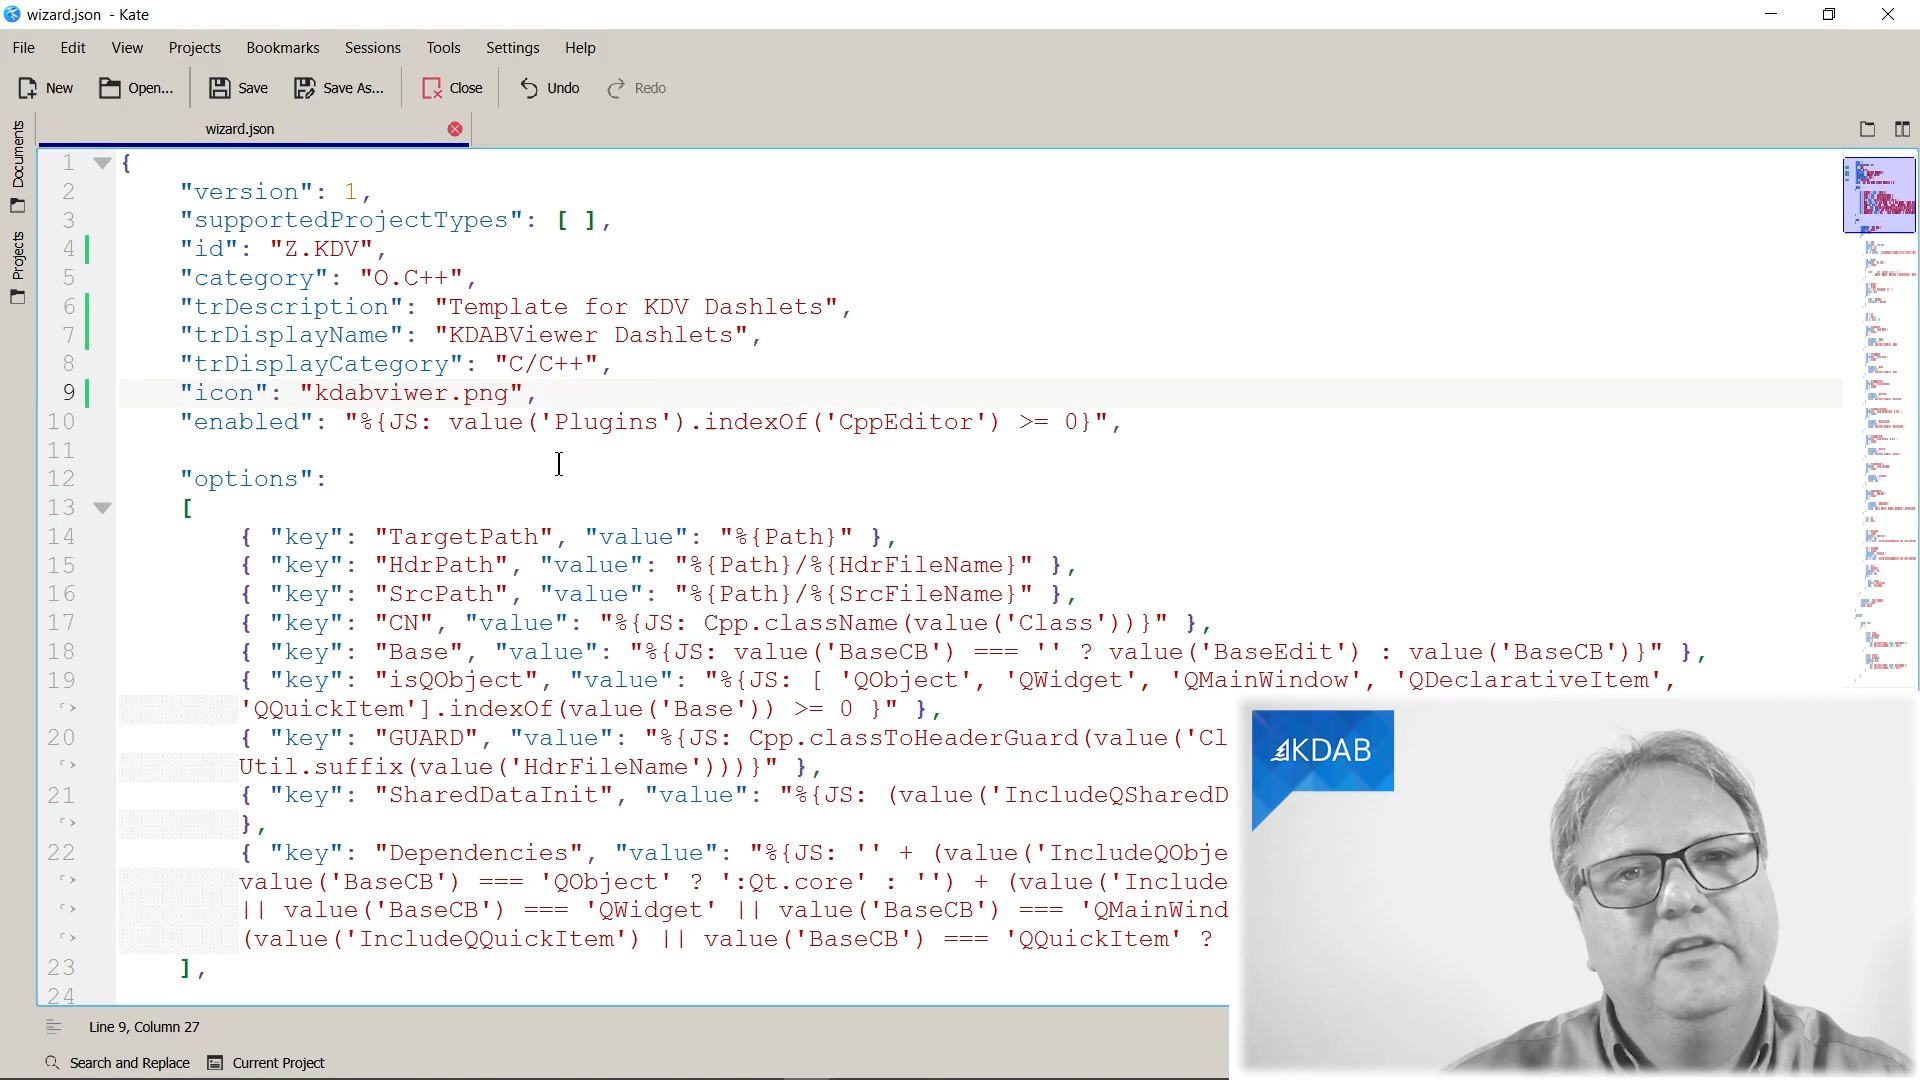 wizard.json - Kate
File Edit View Projects Bookmarks Sessions Tools Settings Help
New Open... Save Save As... Close Undo Redo
wizard.json
Documents
Projects
1 {
2 "version": 1,
3 "supportedProjectTypes": [ ],
4 "id": "Z.KDV",
5 "category": "O.C++",
6 "trDescription": "Template for KDV Dashlets",
7 "trDisplayName": "KDABViewer Dashlets",
8 "trDisplayCategory": "C/C++",
9 "icon": "kdabviwer.png",
10 "enabled": "%{JS: value('Plugins').indexOf('CppEditor') >= 0}",
11
12 "options":
13 [
14 { "key": "TargetPath", "value": "%{Path}" },
15 { "key": "HdrPath", "value": "%{Path}/%{HdrFileName}" },
16 { "key": "SrcPath", "value": "%{Path}/%{SrcFileName}" },
17 { "key": "CN", "value": "%{JS: Cpp.className(value('Class'))}" },
18 { "key": "Base", "value": "%{JS: value('BaseCB') === '' ? value('BaseEdit') : value('BaseCB')}" },
19 { "key": "isQObject", "value": "%{JS: [ 'QObject', 'QWidget', 'QMainWindow', 'QDeclarativeItem',
'QQuickItem'].indexOf(value('Base')) >= 0 }" },
20 { "key": "GUARD", "value": "%{JS: Cpp.classToHeaderGuard(value('Cl
Util.suffix(value('HdrFileName')))}" },
21 { "key": "SharedDataInit", "value": "%{JS: (value('IncludeQSharedD
},
22 { "key": "Dependencies", "value": "%{JS: '' + (value('IncludeQObje
value('BaseCB') === 'QObject' ? ':Qt.core' : '') + (value('Include
|| value('BaseCB') === 'QWidget' || value('BaseCB') === 'QMainWind
(value('IncludeQQuickItem') || value('BaseCB') === 'QQuickItem' ?
23 ],
24
KDAB
Line 9, Column 27
Search and Replace Current Project